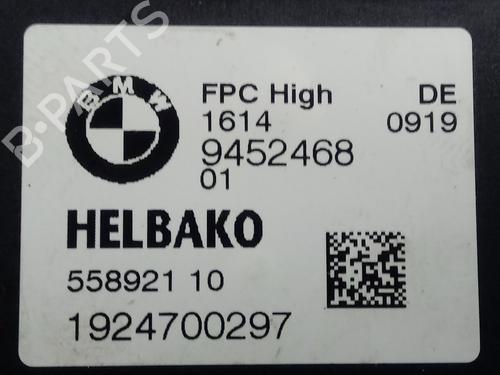 B-PARTS
BMW
FPC High DE
1614 0919
9452468
01
HELBAKO
558921 10
1924700297